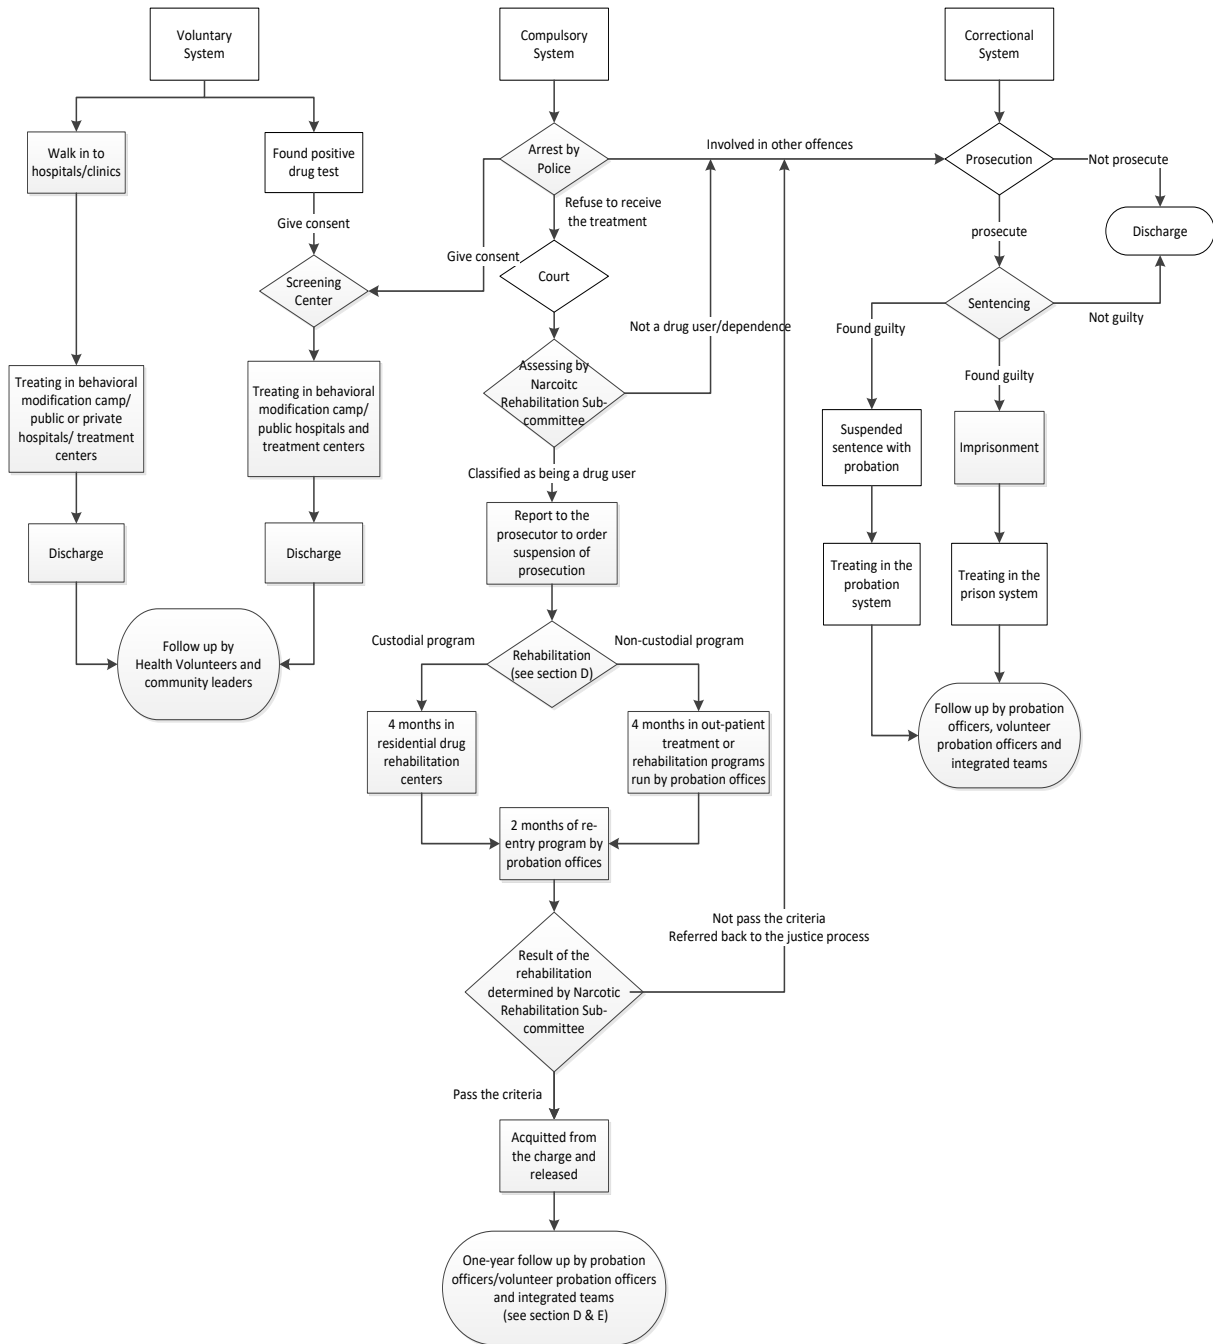 Voluntary
System
Compulsory
System
Correctional
System
Walk in to
hospitals/clinics
Found positive
drug test
Arrest by
Police
Involved in other offences
Prosecution
Not prosecute
Give consent
Refuse to receive
the treatment
prosecute
Discharge
Give consent
Screening
Center
Court
Sentencing
Not guilty
Found guilty
Not a drug user/dependence
Found guilty
Treating in behavioral
modification camp/
public or private
hospitals/ treatment
centers
Treating in behavioral
modification camp/
public hospitals and
treatment centers
Assessing by
Narcoitc
Rehabilitation Sub-
committee
Suspended
sentence with
probation
Imprisonment
Classified as being a drug user
Discharge
Discharge
Report to the
prosecutor to order
suspension of
prosecution
Treating in the
probation
system
Treating in the
prison system
Follow up by
Health Volunteers and
community leaders
Custodial program
Rehabilitation
(see section D)
Non-custodial program
4 months in
residential drug
rehabilitation
centers
4 months in out-patient
treatment or
rehabilitation programs
run by probation offices
Follow up by probation
officers, volunteer
probation officers and
integrated teams
2 months of re-
entry program by
probation offices
Not pass the criteria
Referred back to the justice process
Result of the
rehabilitation
determined by Narcotic
Rehabilitation Sub-
committee
Pass the criteria
Acquitted from
the charge and
released
One-year follow up by probation
officers/volunteer probation officers
and integrated teams
(see section D & E)